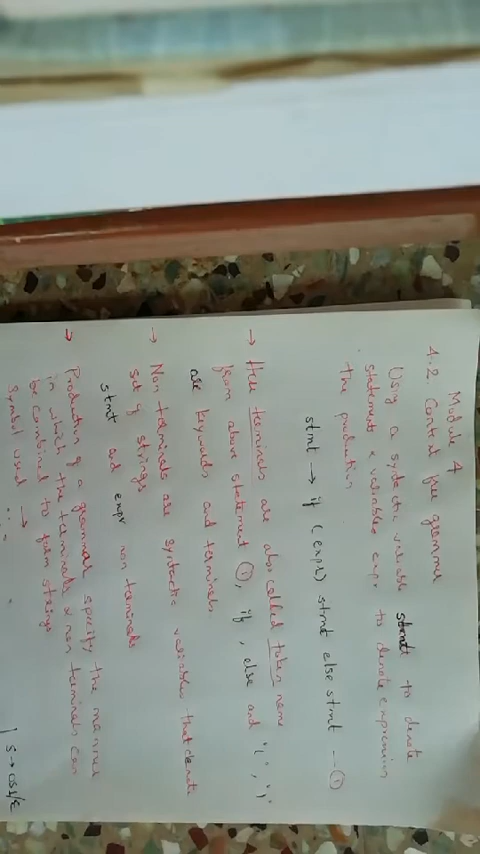 Module 4
4.2. Context free grammar
Using a syntactic variable stmt to denote
statements & variables expr to denote expression
the production
stmt → if (expr) stmt else stmt — ①
→ Here terminals are also called token name
from above statement ①, if, else and '(', ')'
are keywords and terminals.
→ Non terminals are syntactic variables that denote
set of strings
stmt and expr non terminals
→ Production of a grammar specify the manner
in which the terminals & non terminals can
be combined to form strings
Symbol used →
S → 0S1/ε